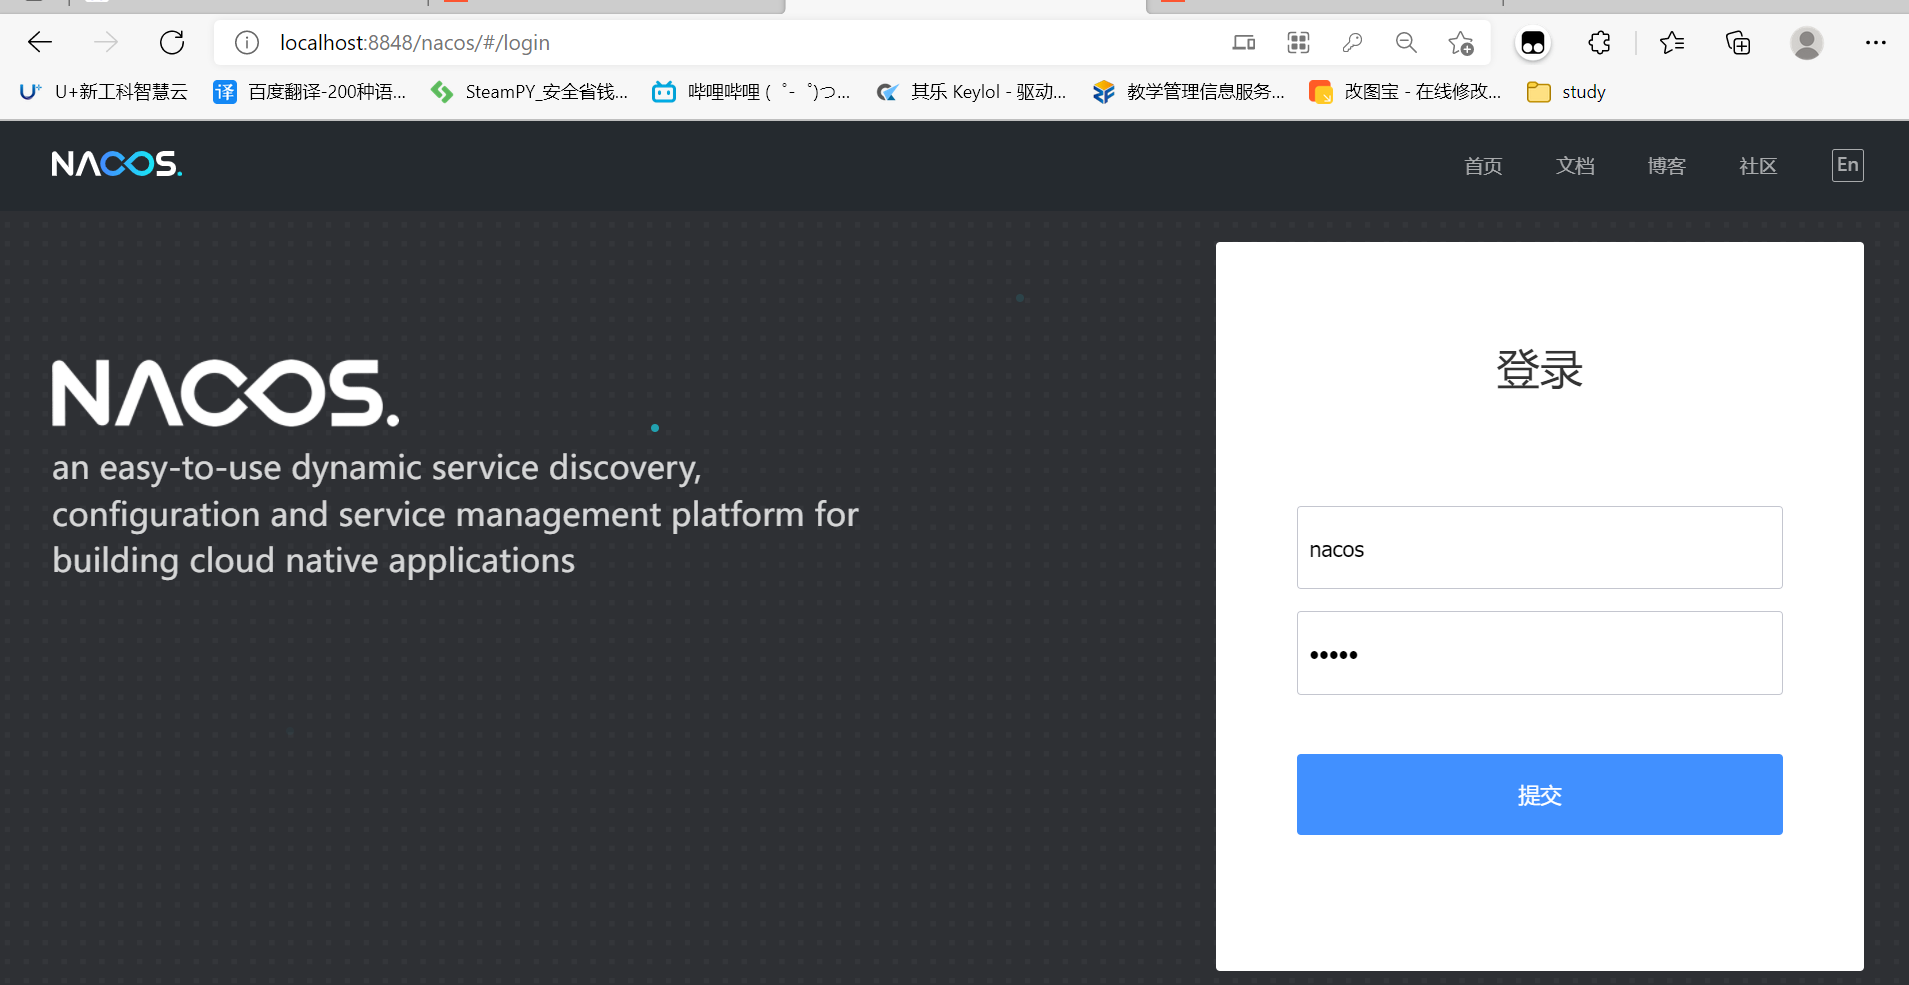 localhost:8848/nacos/#/login
U+新工科智慧云
译 百度翻译-200种语...
SteamPY_安全省钱...
哔哩哔哩 (゜-゜)つ...
其乐 Keylol - 驱动...
教学管理信息服务...
改图宝 - 在线修改...
study
NACOS.
首页
文档
博客
社区
En
NACOS.
an easy-to-use dynamic service discovery,
configuration and service management platform for
building cloud native applications
登录
nacos
•••••
提交